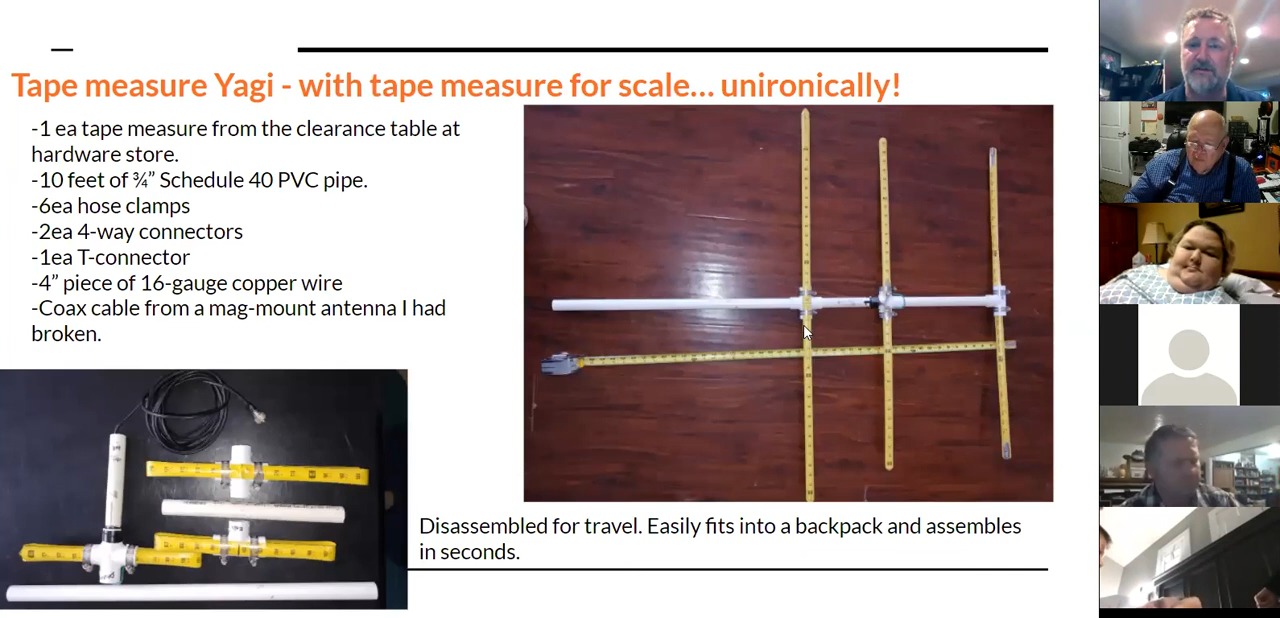 Tape measure Yagi - with tape measure for scale... unironically!
-1 ea tape measure from the clearance table at
hardware store.
-10 feet of ¾” Schedule 40 PVC pipe.
-6ea hose clamps
-2ea 4-way connectors
-1ea T-connector
-4” piece of 16-gauge copper wire
-Coax cable from a mag-mount antenna I had
broken.
Disassembled for travel. Easily fits into a backpack and assembles
in seconds.